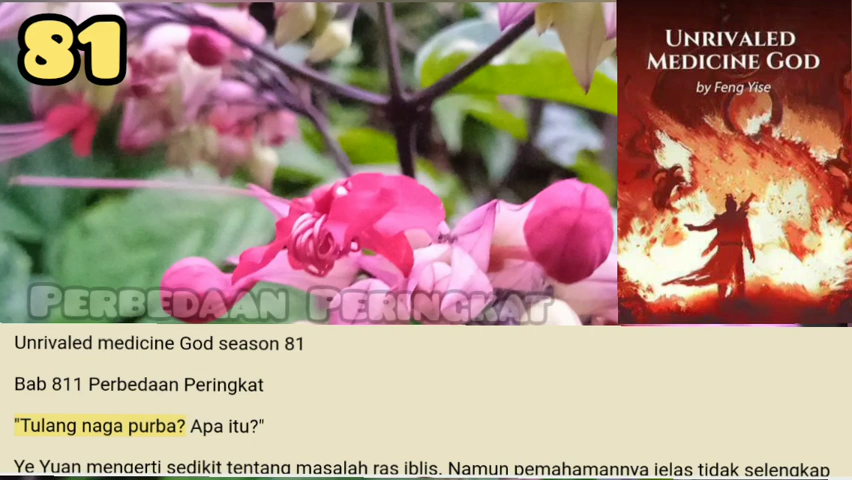 81
UNRIVALED
MEDICINE GOD
by Feng Yise
PERBEDAAN PERINGKAT
Unrivaled medicine God season 81
Bab 811 Perbedaan Peringkat
"Tulang naga purba? Apa itu?"
Ye Yuan mengerti sedikit tentang masalah ras iblis. Namun pemahamannya jelas tidak selengkap